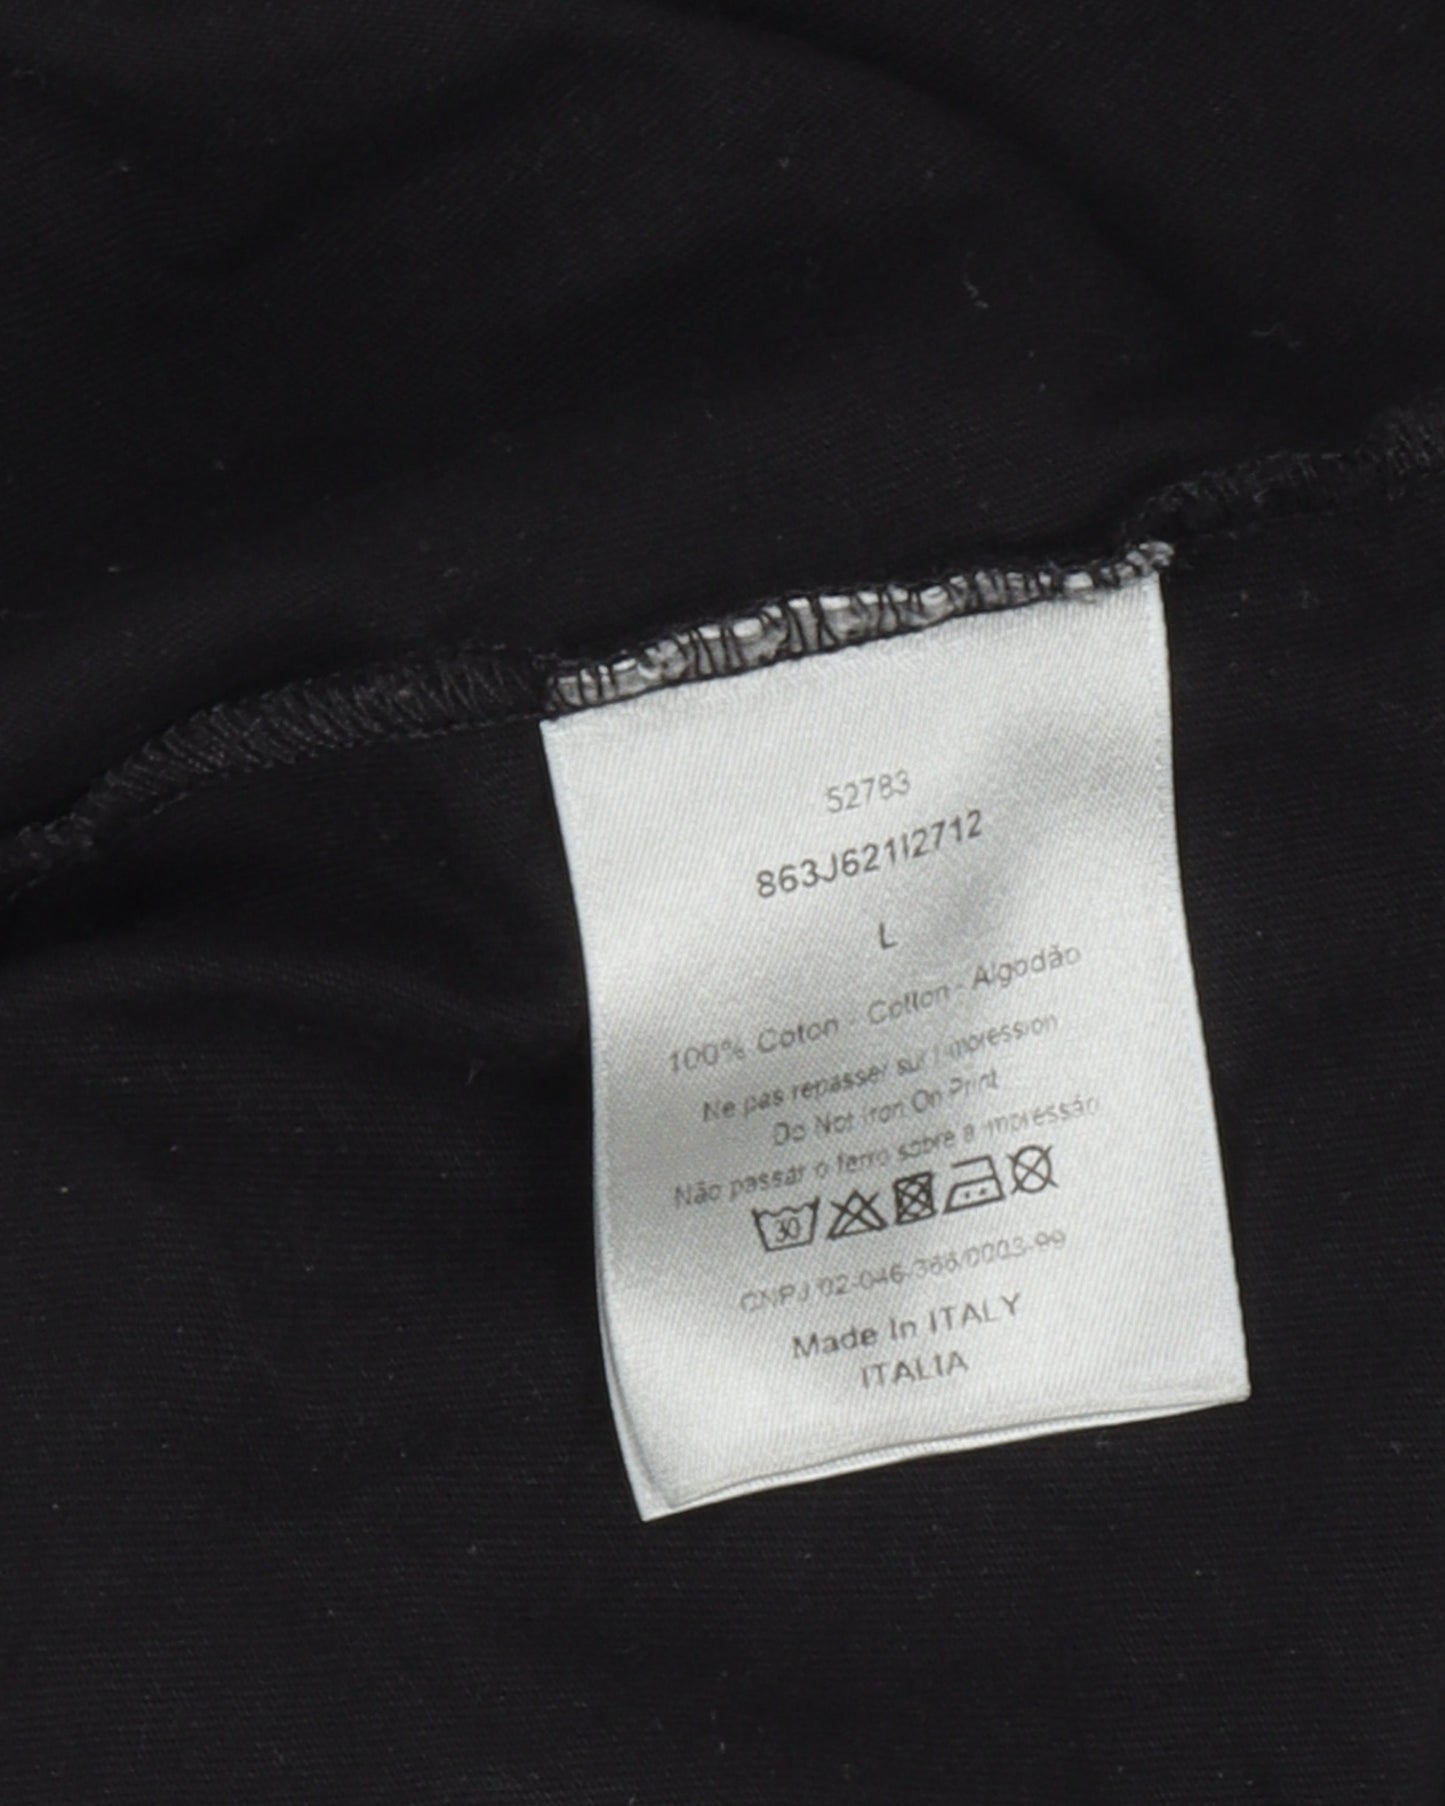 52783
863J621I2712
L
100% Coton - Cotton - Algodão
Ne pas repasser sur l'impression
Do Not Iron On Print
Não passar o ferro sobre a impressão
30
CNPJ 02-046-366/0003-99
Made In ITALY
ITALIA